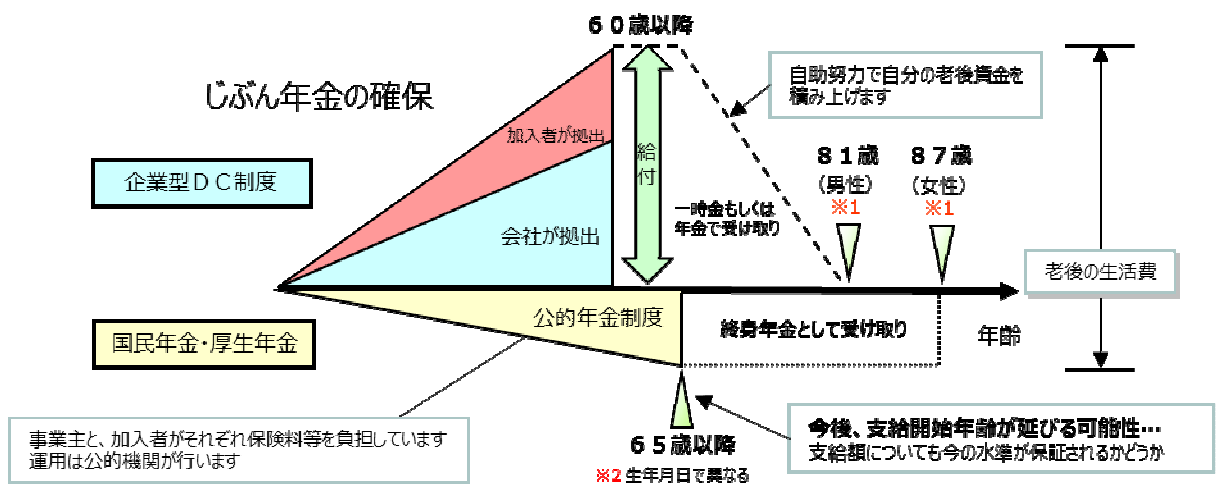 ６０歳以降
じぶん年金の確保
自助努力で自分の老後資金を
積み上げます
加入者が拠出
給付
８１歳
（男性）
※1
８７歳
（女性）
※1
企業型ＤＣ制度
一時金もしくは
年金で受け取り
会社が拠出
老後の生活費
公的年金制度
終身年金として受け取り
年齢
国民年金・厚生年金
事業主と、加入者がそれぞれ保険料等を負担しています
運用は公的機関が行います
６５歳以降
※2 生年月日で異なる
今後、支給開始年齢が延びる可能性…
支給額についても今の水準が保証されるかどうか